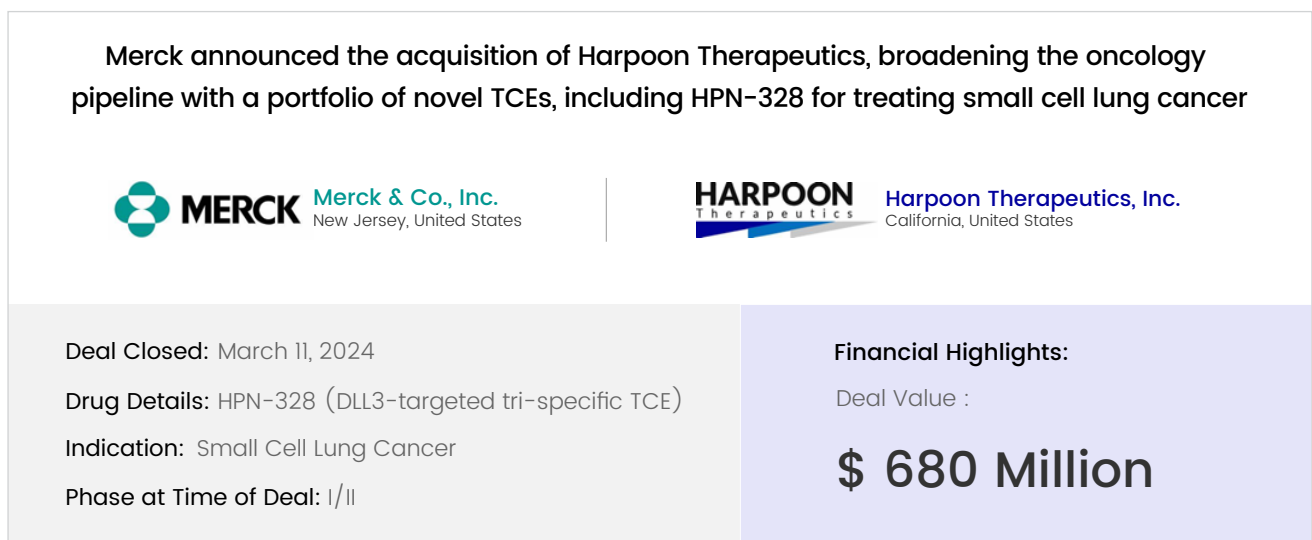 Merck announced the acquisition of Harpoon Therapeutics, broadening the oncology
pipeline with a portfolio of novel TCEs, including HPN-328 for treating small cell lung cancer
MERCK
Merck & Co., Inc.
New Jersey, United States
HARPOON
Therapeutics
Harpoon Therapeutics, Inc.
California, United States
Deal Closed: March 11, 2024
Drug Details: HPN-328 (DLL3-targeted tri-specific TCE)
Indication: Small Cell Lung Cancer
Phase at Time of Deal: I/II
Financial Highlights:
Deal Value :
$ 680 Million